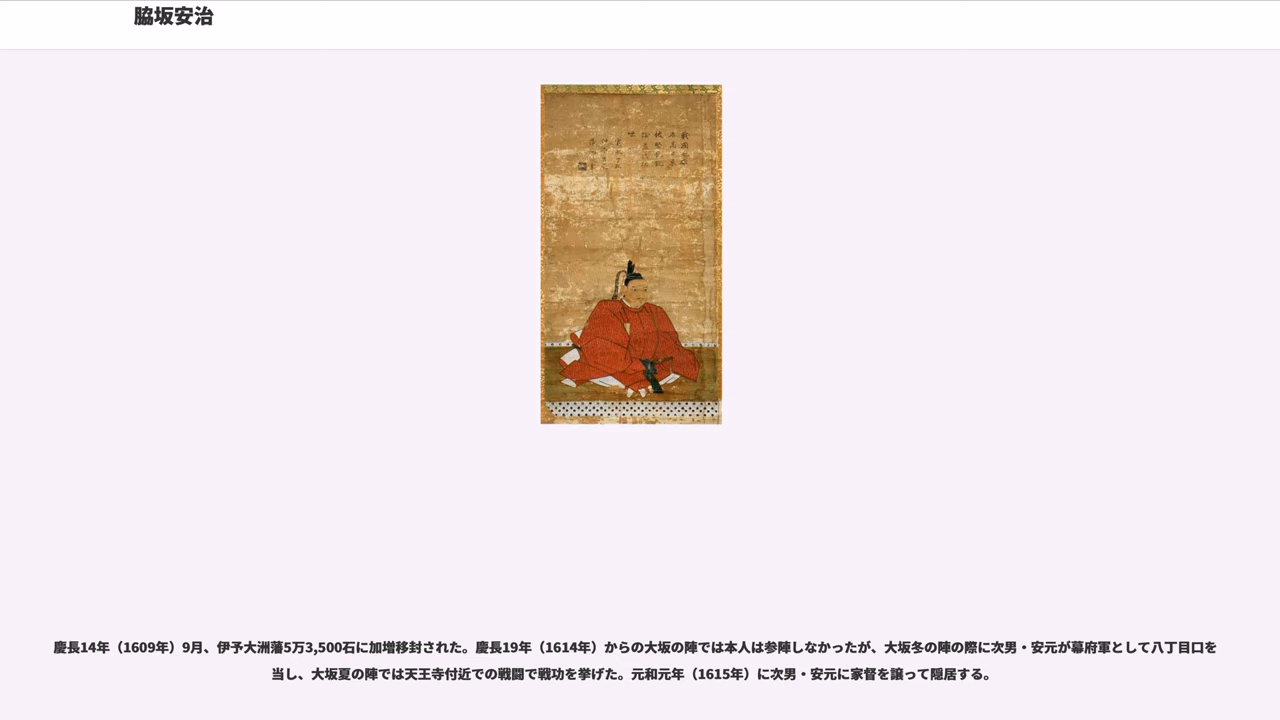 脇坂安治
慶長14年（1609年）9月、伊予大洲藩5万3,500石に加増移封された。慶長19年（1614年）からの大坂の陣では本人は参陣しなかったが、大坂冬の陣の際に次男・安元が幕府軍として八丁目口を
当し、大坂夏の陣では天王寺付近での戦闘で戦功を挙げた。元和元年（1615年）に次男・安元に家督を譲って隠居する。